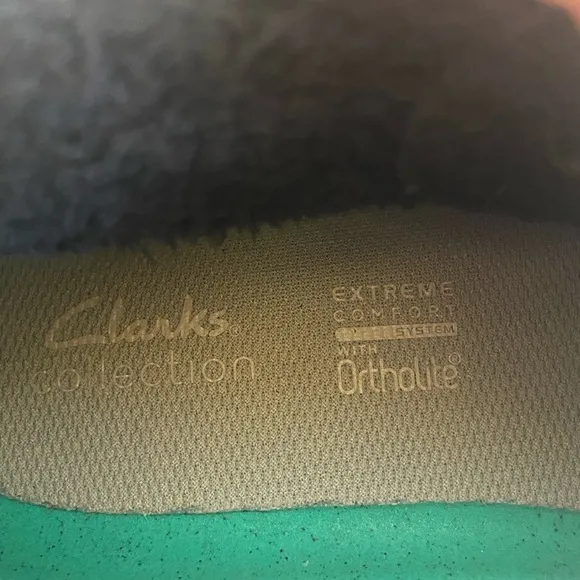 Clarks®
collection
EXTREME
COMFORT
SYSTEM
WITH
Ortholite®